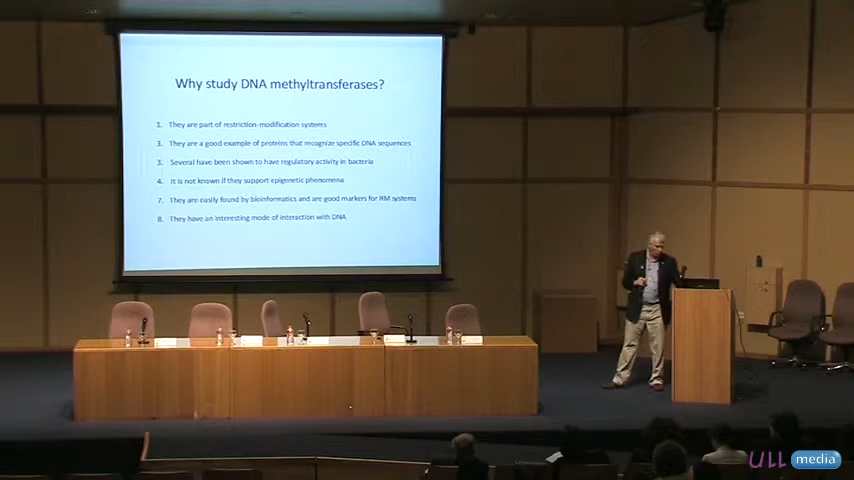 Why study DNA methyltransferases?
1. They are part of restriction-modification systems
3. They are a good example of proteins that recognize specific DNA sequences
3. Several have been shown to have regulatory activity in bacteria
4. It is not known if they support epigenetic phenomena
7. They are easily found by bioinformatics and are good markers for RM systems
8. They have an interesting mode of interaction with DNA
ULL media